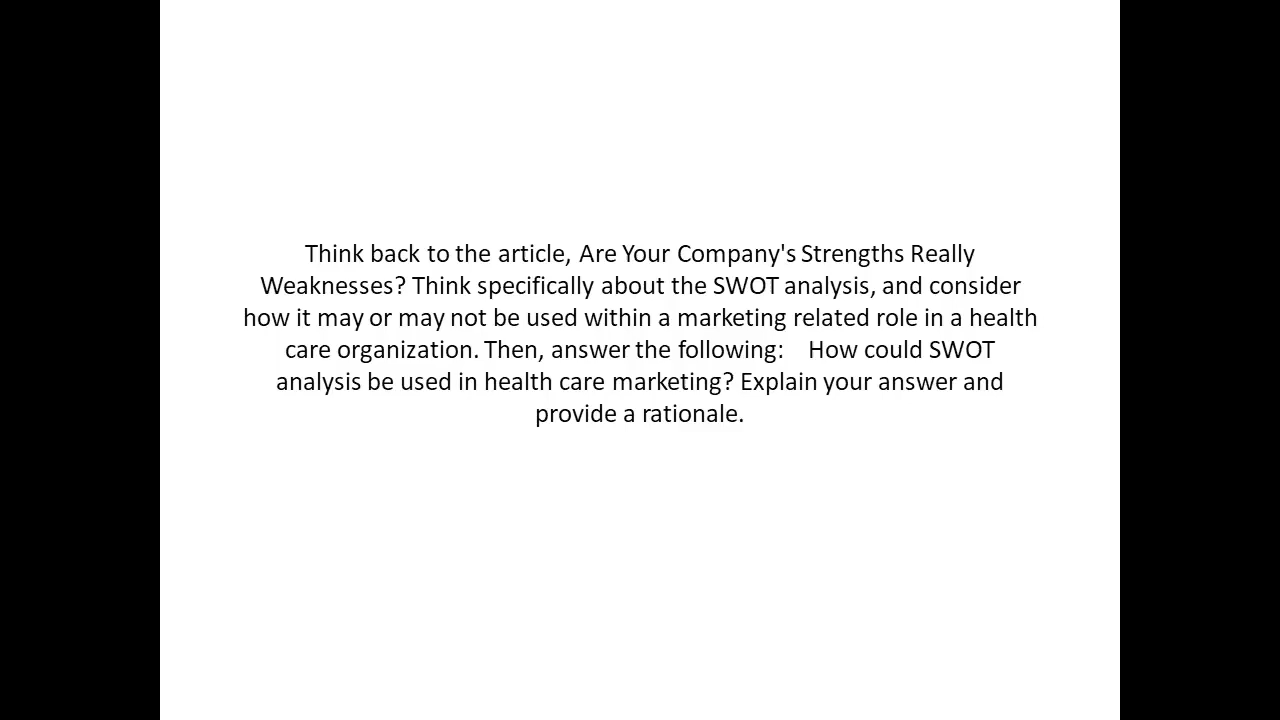 Think back to the article, Are Your Company's Strengths Really
Weaknesses? Think specifically about the SWOT analysis, and consider
how it may or may not be used within a marketing related role in a health
care organization. Then, answer the following:    How could SWOT
analysis be used in health care marketing? Explain your answer and
provide a rationale.